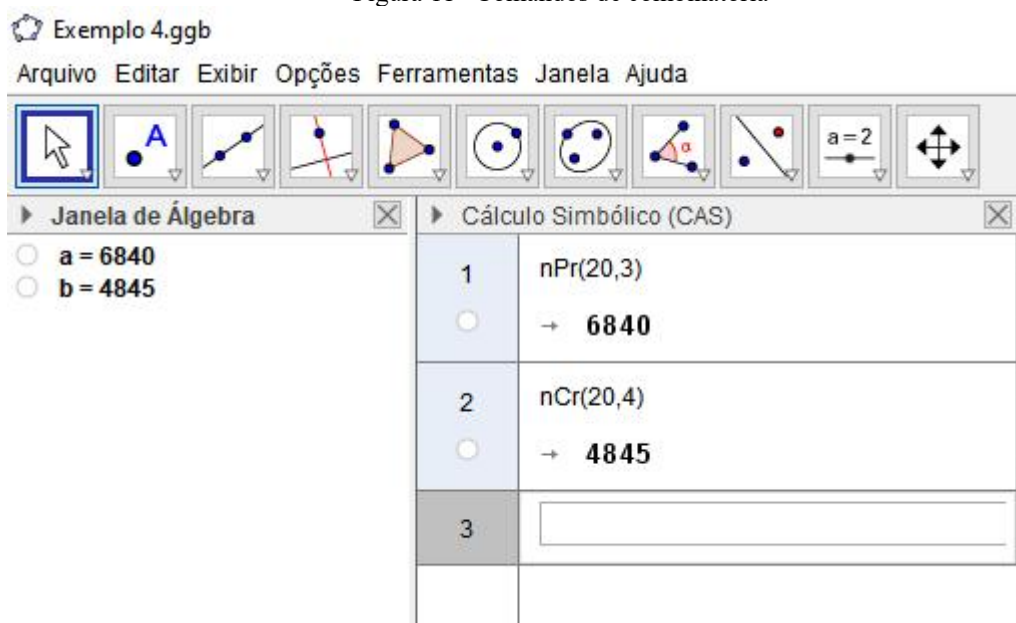 Exemplo 4.ggb
Arquivo Editar Exibir Opções Ferramentas Janela Ajuda
A
α
a=2
Janela de Álgebra
a = 6840
b = 4845
Cálculo Simbólico (CAS)
1
nPr(20,3)
→ 6840
2
nCr(20,4)
→ 4845
3